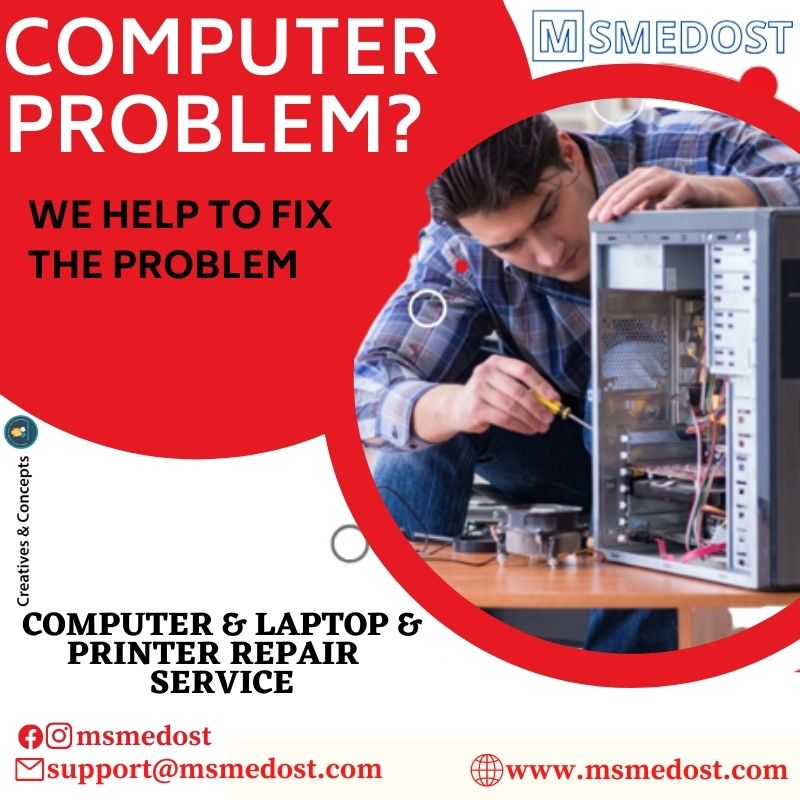 COMPUTER
PROBLEM?
MSMEDOST
WE HELP TO FIX
THE PROBLEM
Creatives & Concepts
COMPUTER & LAPTOP &
PRINTER REPAIR
SERVICE
msmedost
support@msmedost.com
www.msmedost.com